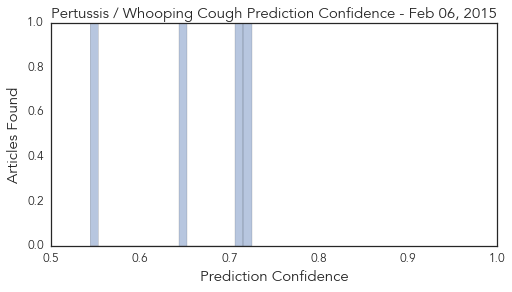 Pertussis / Whooping Cough Prediction Confidence - Feb 06, 2015
1.0
0.8
0.6
0.4
0.2
0.0
Articles Found
0.5 0.6 0.7 0.8 0.9 1.0
Prediction Confidence